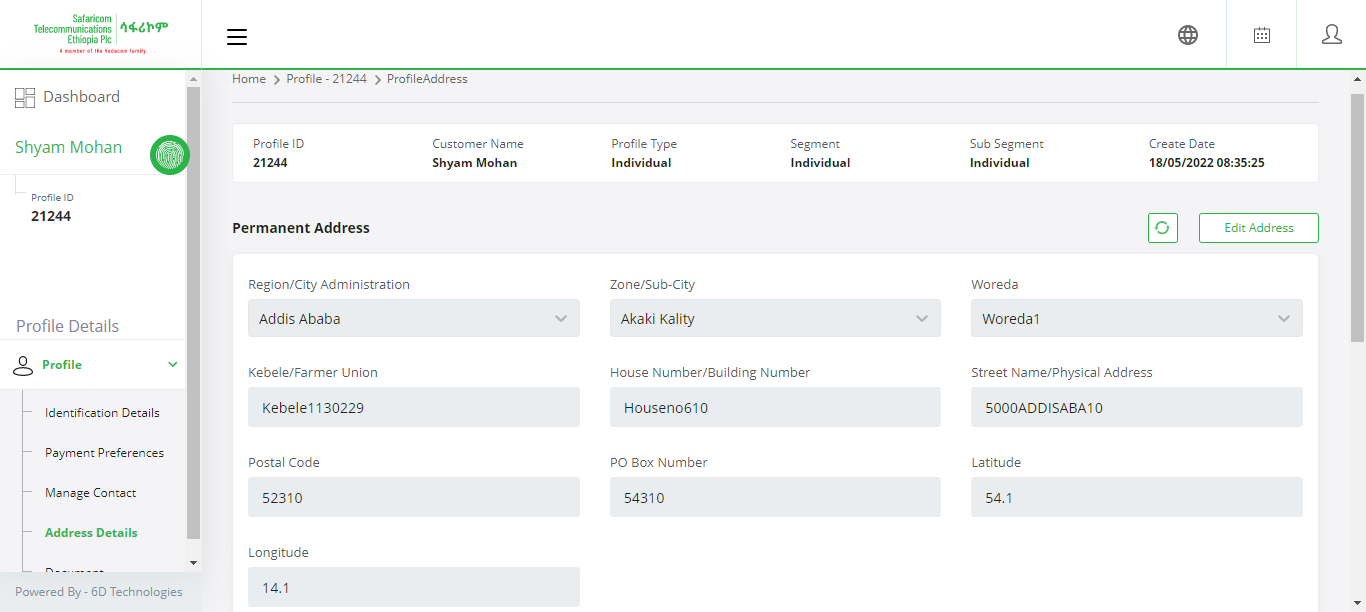 Safaricom
Telecommunications
Ethiopia Plc
ሳፋሪኮም
A member of the Vodacom family
Home > Profile - 21244 > ProfileAddress
Dashboard
Shyam Mohan
Profile ID
21244
Profile Details
Profile
Identification Details
Payment Preferences
Manage Contact
Address Details
Document
Powered By - 6D Technologies
Profile ID
21244
Customer Name
Shyam Mohan
Profile Type
Individual
Segment
Individual
Sub Segment
Individual
Create Date
18/05/2022 08:35:25
Permanent Address
Edit Address
Region/City Administration
Addis Ababa
Zone/Sub-City
Akaki Kality
Woreda
Woreda1
Kebele/Farmer Union
Kebele1130229
House Number/Building Number
Houseno610
Street Name/Physical Address
5000ADDISABA10
Postal Code
52310
PO Box Number
54310
Latitude
54.1
Longitude
14.1